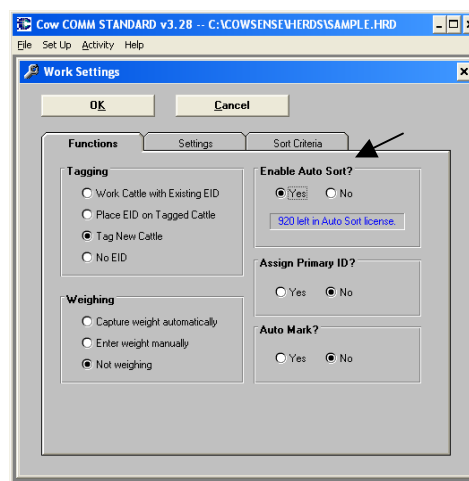 Cow COMM STANDARD v3.28 -- C:\COWSENSE\HERDS\SAMPLE.HRD
File Set Up Activity Help
Work Settings
OK Cancel
Functions Settings Sort Criteria
Tagging
Work Cattle with Existing EID
Place EID on Tagged Cattle
Tag New Cattle
No EID
Weighing
Capture weight automatically
Enter weight manually
Not weighing
Enable Auto Sort?
Yes No
920 left in Auto Sort license.
Assign Primary ID?
Yes No
Auto Mark?
Yes No